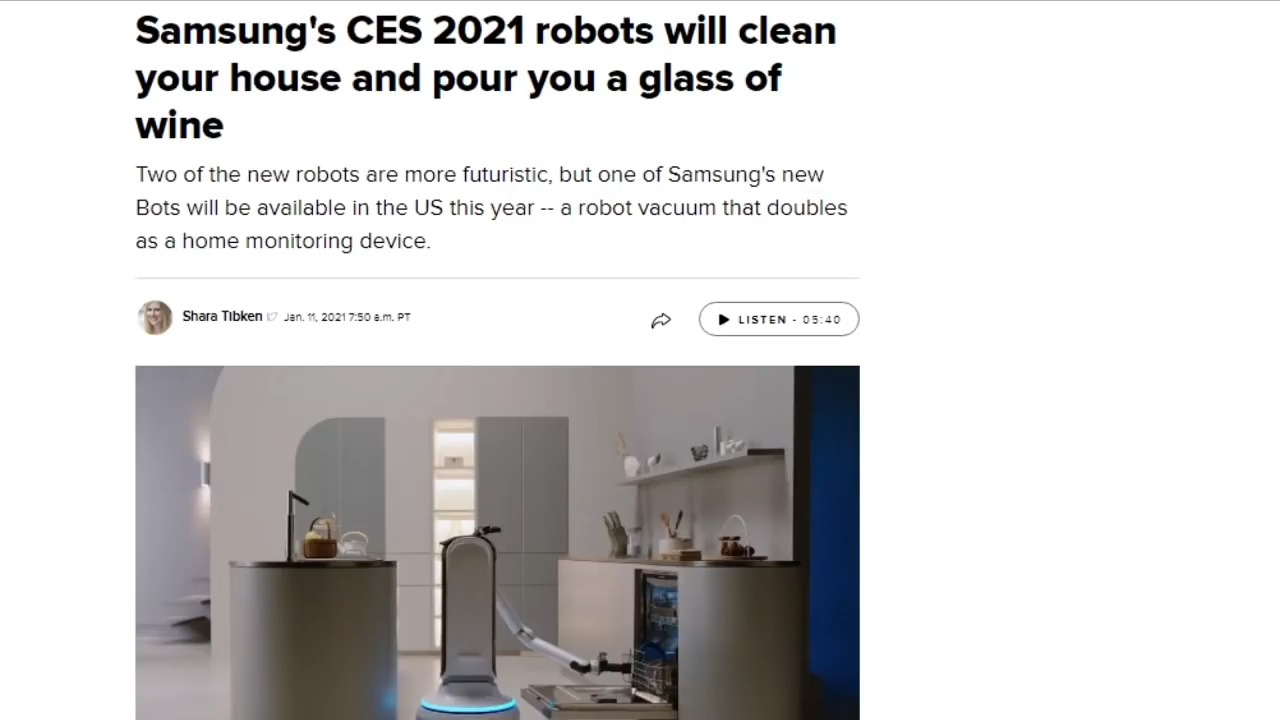 Samsung's CES 2021 robots will clean
your house and pour you a glass of
wine
Two of the new robots are more futuristic, but one of Samsung's new
Bots will be available in the US this year -- a robot vacuum that doubles
as a home monitoring device.
Shara Tibken Jan. 11, 2021 7:50 a.m. PT
LISTEN - 05:40